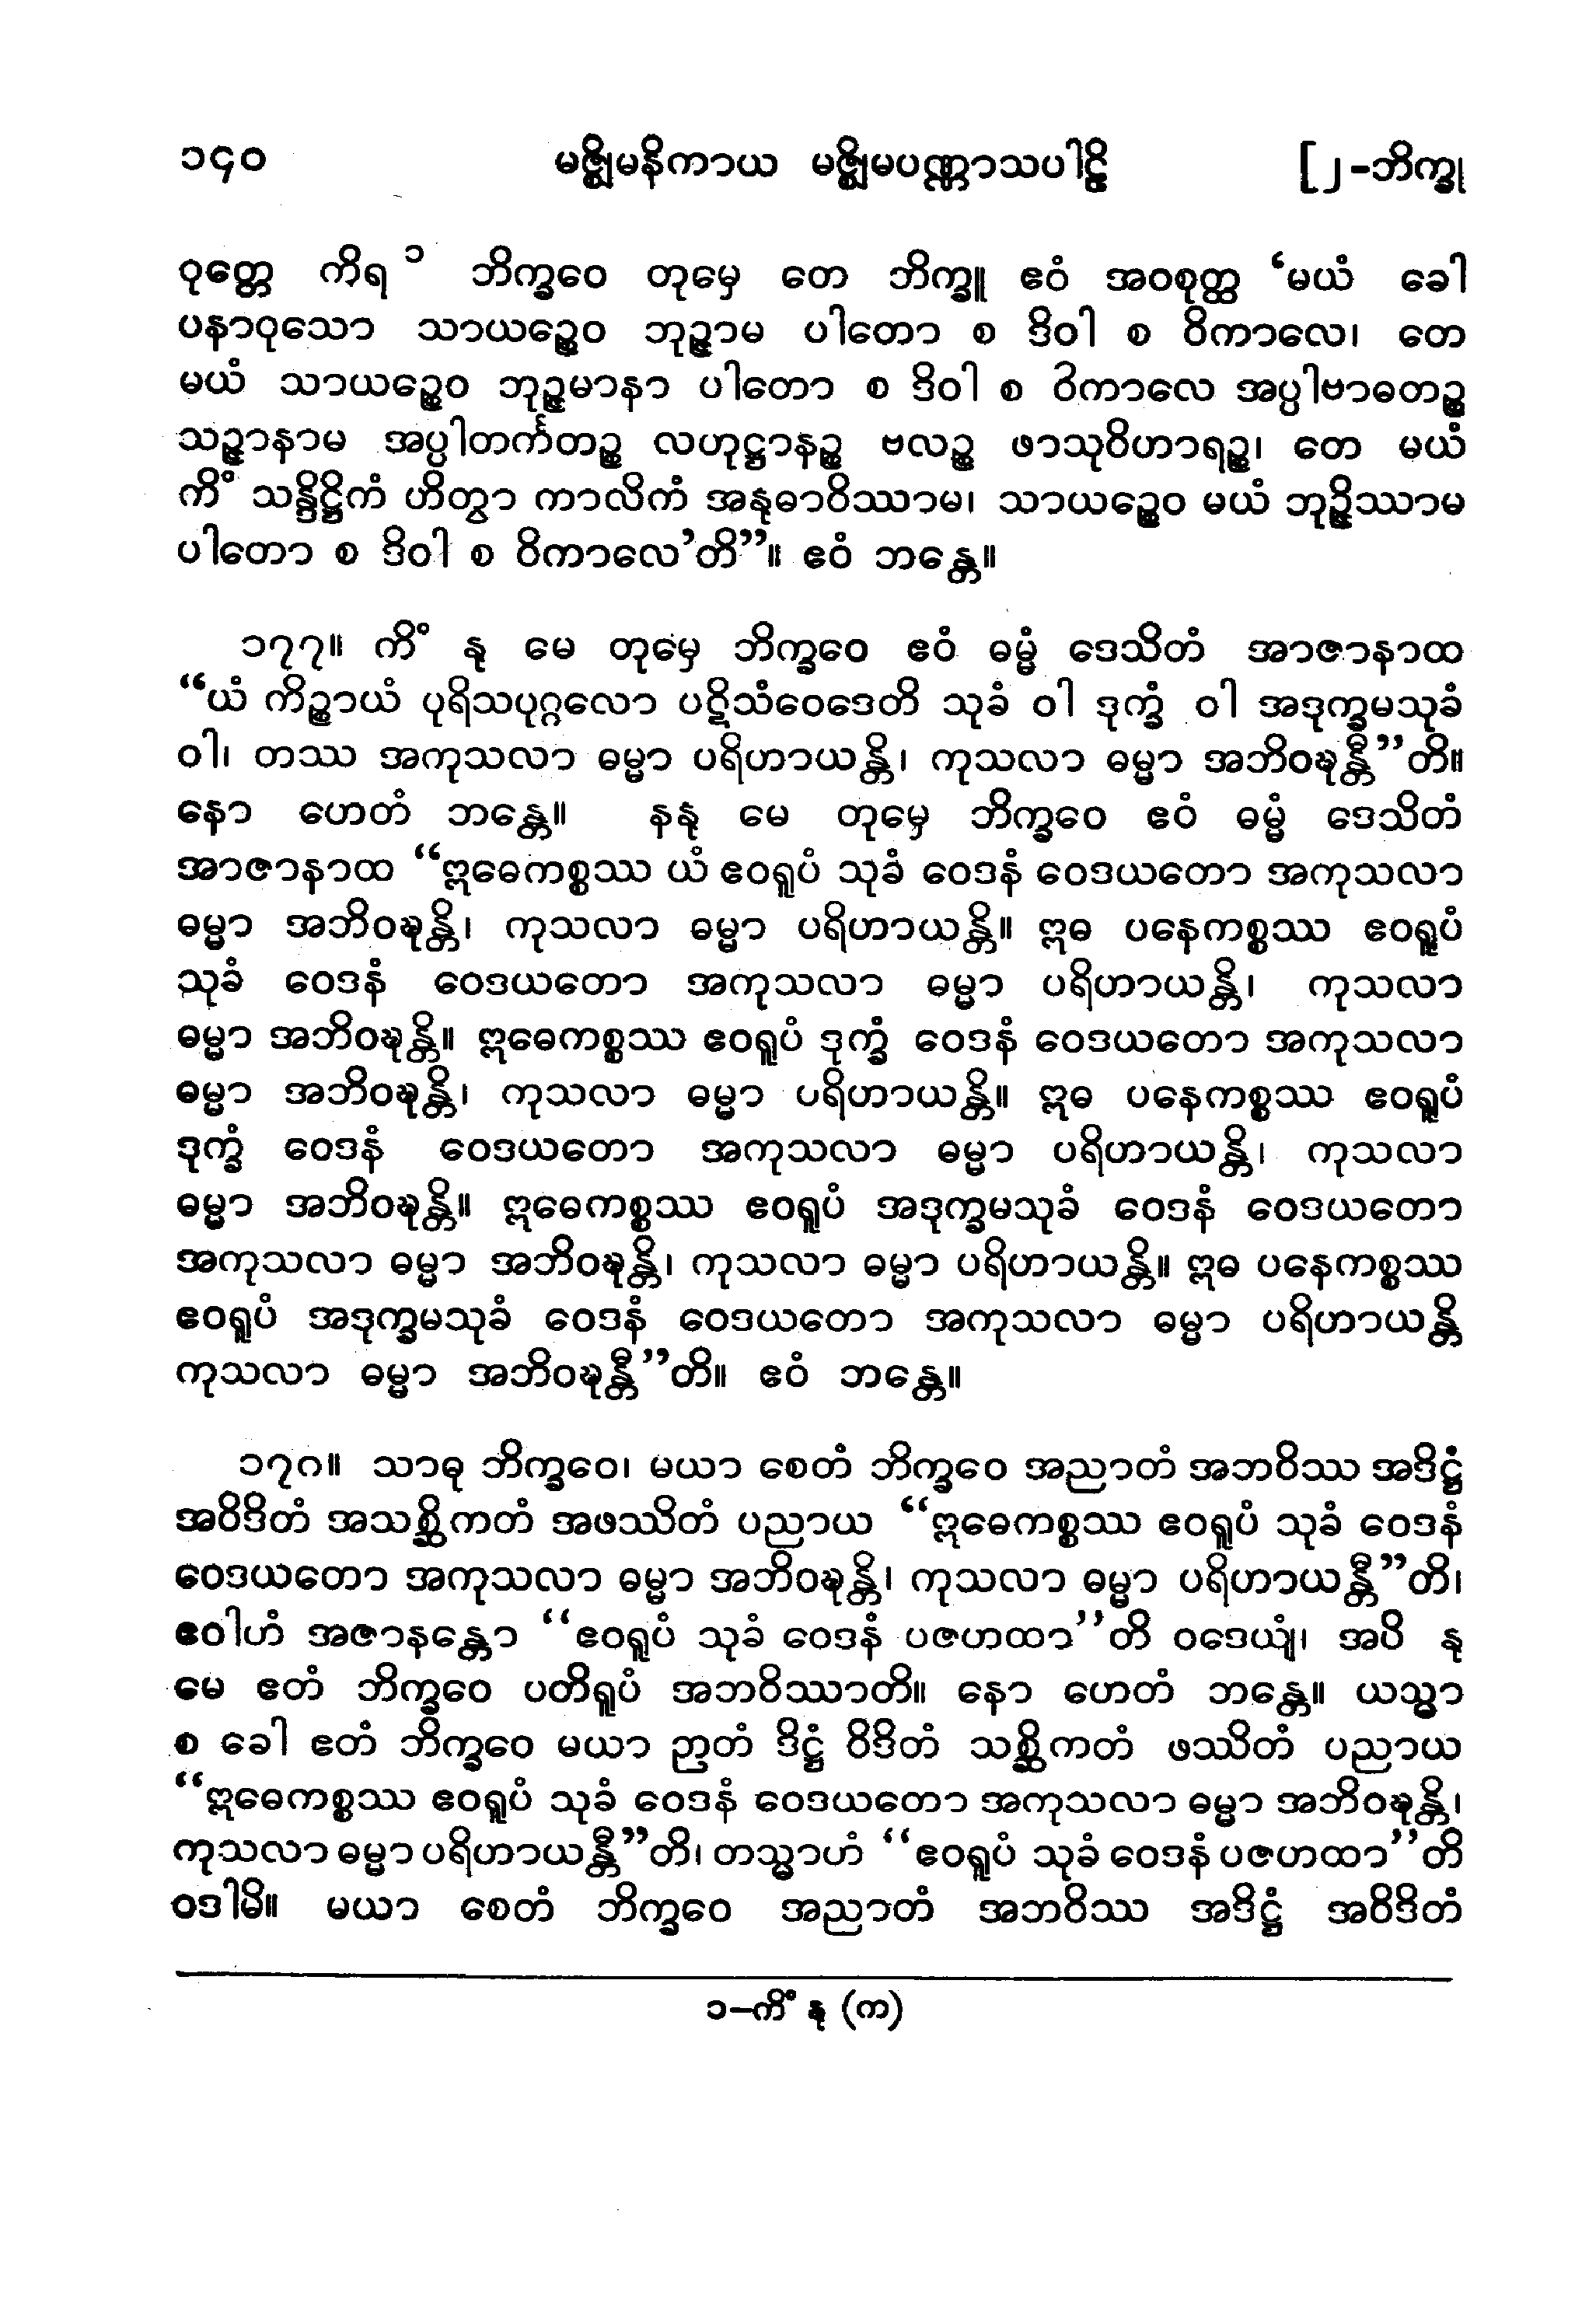 ၁၄၀ မဇ္ဈိမနိကာယ မဇ္ဈိမပဏ္ဏာသပါဠိ [၂-ဘိက္ခု
ဝုတ္တေ ကိရ ၁ ဘိက္ခဝေ တုမှေ တေ ဘိက္ခူ ဧဝံ အဝစုတ္ထ ‘မယံ ခေါ
ပနာဝုသော သာယဉ္စေဝ ဘုဉ္ဇာမ ပါတော စ ဒိဝါ စ ဝိကာလေ၊ တေ
မယံ သာယဉ္စေဝ ဘုဉ္ဇမာနာ ပါတော စ ဒိဝါ စ ဝိကာလေ အပ္ပါဗာဓတဉ္စ
သဉ္ဇာနာမ အပ္ပါတင်္ကတဉ္စ လဟုဋ္ဌာနဉ္စ ဗလဉ္စ ဖာသုဝိဟာရဉ္စ၊ တေ မယံ
ကိံ သန္ဒိဋ္ဌိကံ ဟိတွာ ကာလိကံ အနုဓာဝိဿာမ၊ သာယဉ္စေဝ မယံ ဘုဉ္ဇိဿာမ
ပါတော စ ဒိဝါ စ ဝိကာလေ’တိ”။ ဧဝံ ဘန္တေ။
၁၇၇။ ကိံ နု မေ တုမှေ ဘိက္ခဝေ ဧဝံ ဓမ္မံ ဒေသိတံ အာဇာနာထ
“ယံ ကိဉ္စာယံ ပုရိသပုဂ္ဂလော ပဋိသံဝေဒေတိ သုခံ ဝါ ဒုက္ခံ ဝါ အဒုက္ခမသုခံ
ဝါ၊ တဿ အကုသလာ ဓမ္မာ ပရိဟာယန္တိ၊ ကုသလာ ဓမ္မာ အဘိဝဍ္ဎန္တီ”တိ။
နော ဟေတံ ဘန္တေ။ နနု မေ တုမှေ ဘိက္ခဝေ ဧဝံ ဓမ္မံ ဒေသိတံ
အာဇာနာထ “ဣဓေကစ္စဿ ယံ ဧဝရူပံ သုခံ ဝေဒနံ ဝေဒယတော အကုသလာ
ဓမ္မာ အဘိဝဍ္ဎန္တိ၊ ကုသလာ ဓမ္မာ ပရိဟာယန္တိ။ ဣဓ ပနေကစ္စဿ ဧဝရူပံ
သုခံ ဝေဒနံ ဝေဒယတော အကုသလာ ဓမ္မာ ပရိဟာယန္တိ၊ ကုသလာ
ဓမ္မာ အဘိဝဍ္ဎန္တိ။ ဣဓေကစ္စဿ ဧဝရူပံ ဒုက္ခံ ဝေဒနံ ဝေဒယတော အကုသလာ
ဓမ္မာ အဘိဝဍ္ဎန္တိ၊ ကုသလာ ဓမ္မာ ပရိဟာယန္တိ။ ဣဓ ပနေကစ္စဿ ဧဝရူပံ
ဒုက္ခံ ဝေဒနံ ဝေဒယတော အကုသလာ ဓမ္မာ ပရိဟာယန္တိ၊ ကုသလာ
ဓမ္မာ အဘိဝဍ္ဎန္တိ။ ဣဓေကစ္စဿ ဧဝရူပံ အဒုက္ခမသုခံ ဝေဒနံ ဝေဒယတော
အကုသလာ ဓမ္မာ အဘိဝဍ္ဎန္တိ၊ ကုသလာ ဓမ္မာ ပရိဟာယန္တိ။ ဣဓ ပနေကစ္စဿ
ဧဝရူပံ အဒုက္ခမသုခံ ဝေဒနံ ဝေဒယတော အကုသလာ ဓမ္မာ ပရိဟာယန္တိ
ကုသလာ ဓမ္မာ အဘိဝဍ္ဎန္တီ”တိ။ ဧဝံ ဘန္တေ။
၁၇၈။ သာဓု ဘိက္ခဝေ၊ မယာ စေတံ ဘိက္ခဝေ အညာတံ အဘဝိဿ အဒိဋ္ဌံ
အဝိဒိတံ အသစ္ဆိကတံ အဖဿိတံ ပညာယ “ဣဓေကစ္စဿ ဧဝရူပံ သုခံ ဝေဒနံ
ဝေဒယတော အကုသလာ ဓမ္မာ အဘိဝဍ္ဎန္တိ၊ ကုသလာ ဓမ္မာ ပရိဟာယန္တီ”တိ၊
ဧဝါဟံ အဇာနန္တော “ဧဝရူပံ သုခံ ဝေဒနံ ပဇဟထာ”တိ ဝဒေယျံ၊ အပိ နု
မေ ဧတံ ဘိက္ခဝေ ပတိရူပံ အဘဝိဿာတိ။ နော ဟေတံ ဘန္တေ။ ယသ္မာ
စ ခေါ ဧတံ ဘိက္ခဝေ မယာ ဉာတံ ဒိဋ္ဌံ ဝိဒိတံ သစ္ဆိကတံ ဖဿိတံ ပညာယ
“ဣဓေကစ္စဿ ဧဝရူပံ သုခံ ဝေဒနံ ဝေဒယတော အကုသလာ ဓမ္မာ အဘိဝဍ္ဎန္တိ၊
ကုသလာ ဓမ္မာ ပရိဟာယန္တီ”တိ၊ တသ္မာဟံ “ဧဝရူပံ သုခံ ဝေဒနံ ပဇဟထာ”တိ
ဝဒါမိ။ မယာ စေတံ ဘိက္ခဝေ အညာတံ အဘဝိဿ အဒိဋ္ဌံ အဝိဒိတံ
၁–ကိံ နု (က)